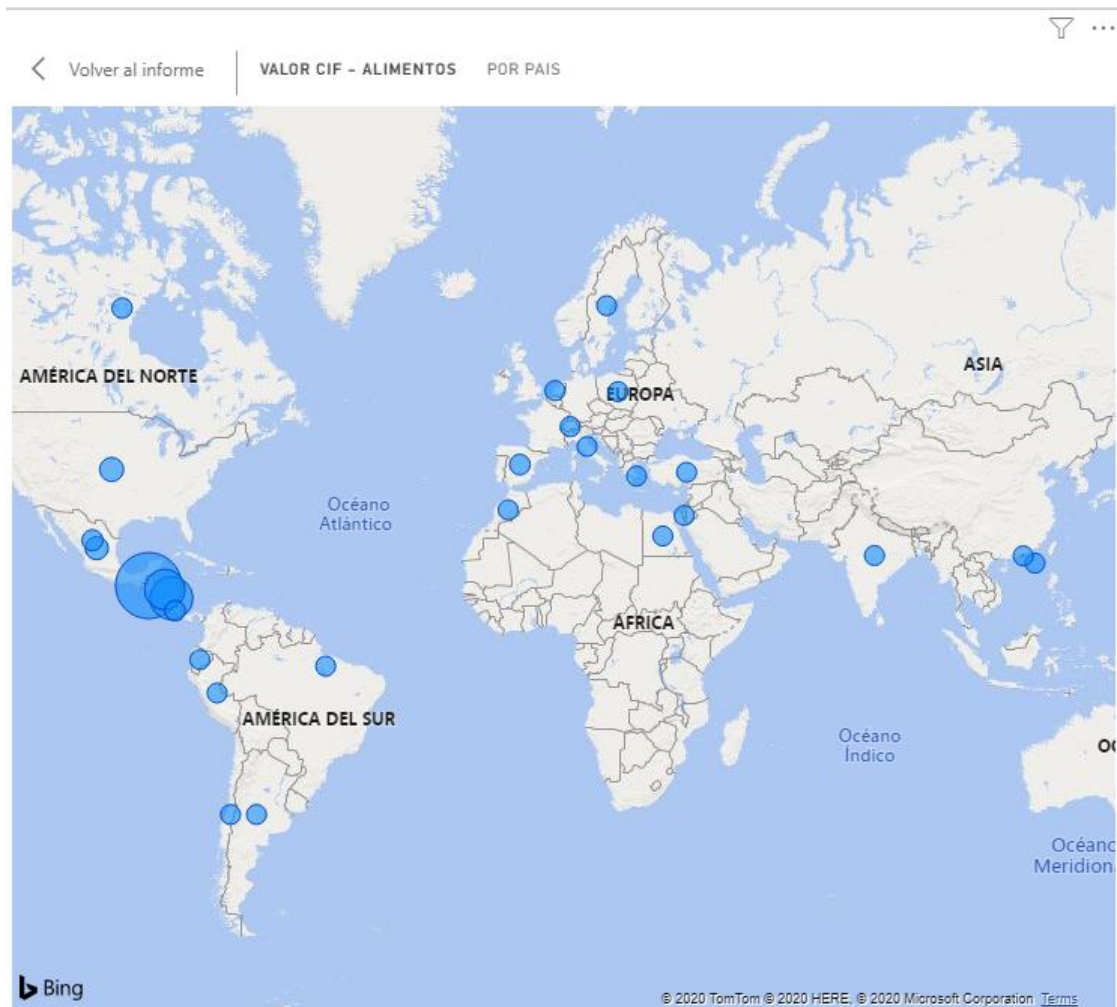 Volver al informe
VALOR CIF - ALIMENTOS
POR PAIS
AMÉRICA DEL NORTE
ASIA
EUROPA
Océano
Atlántico
ÁFRICA
AMÉRICA DEL SUR
Océano
Índico
Océano
Bing
© 2020 TomTom © 2020 HERE, © 2020 Microsoft Corporation Terms